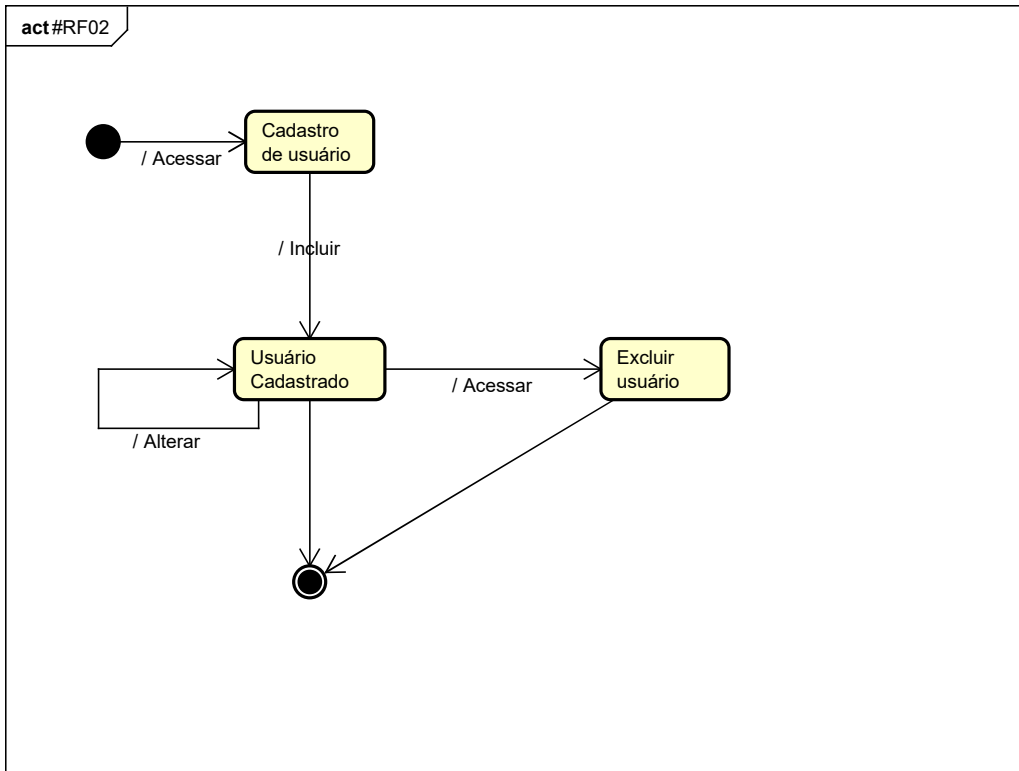 act #RF02
Cadastro
de usuário
/ Acessar
/ Incluir
Usuário
Cadastrado
Excluir
usuário
/ Acessar
/ Alterar